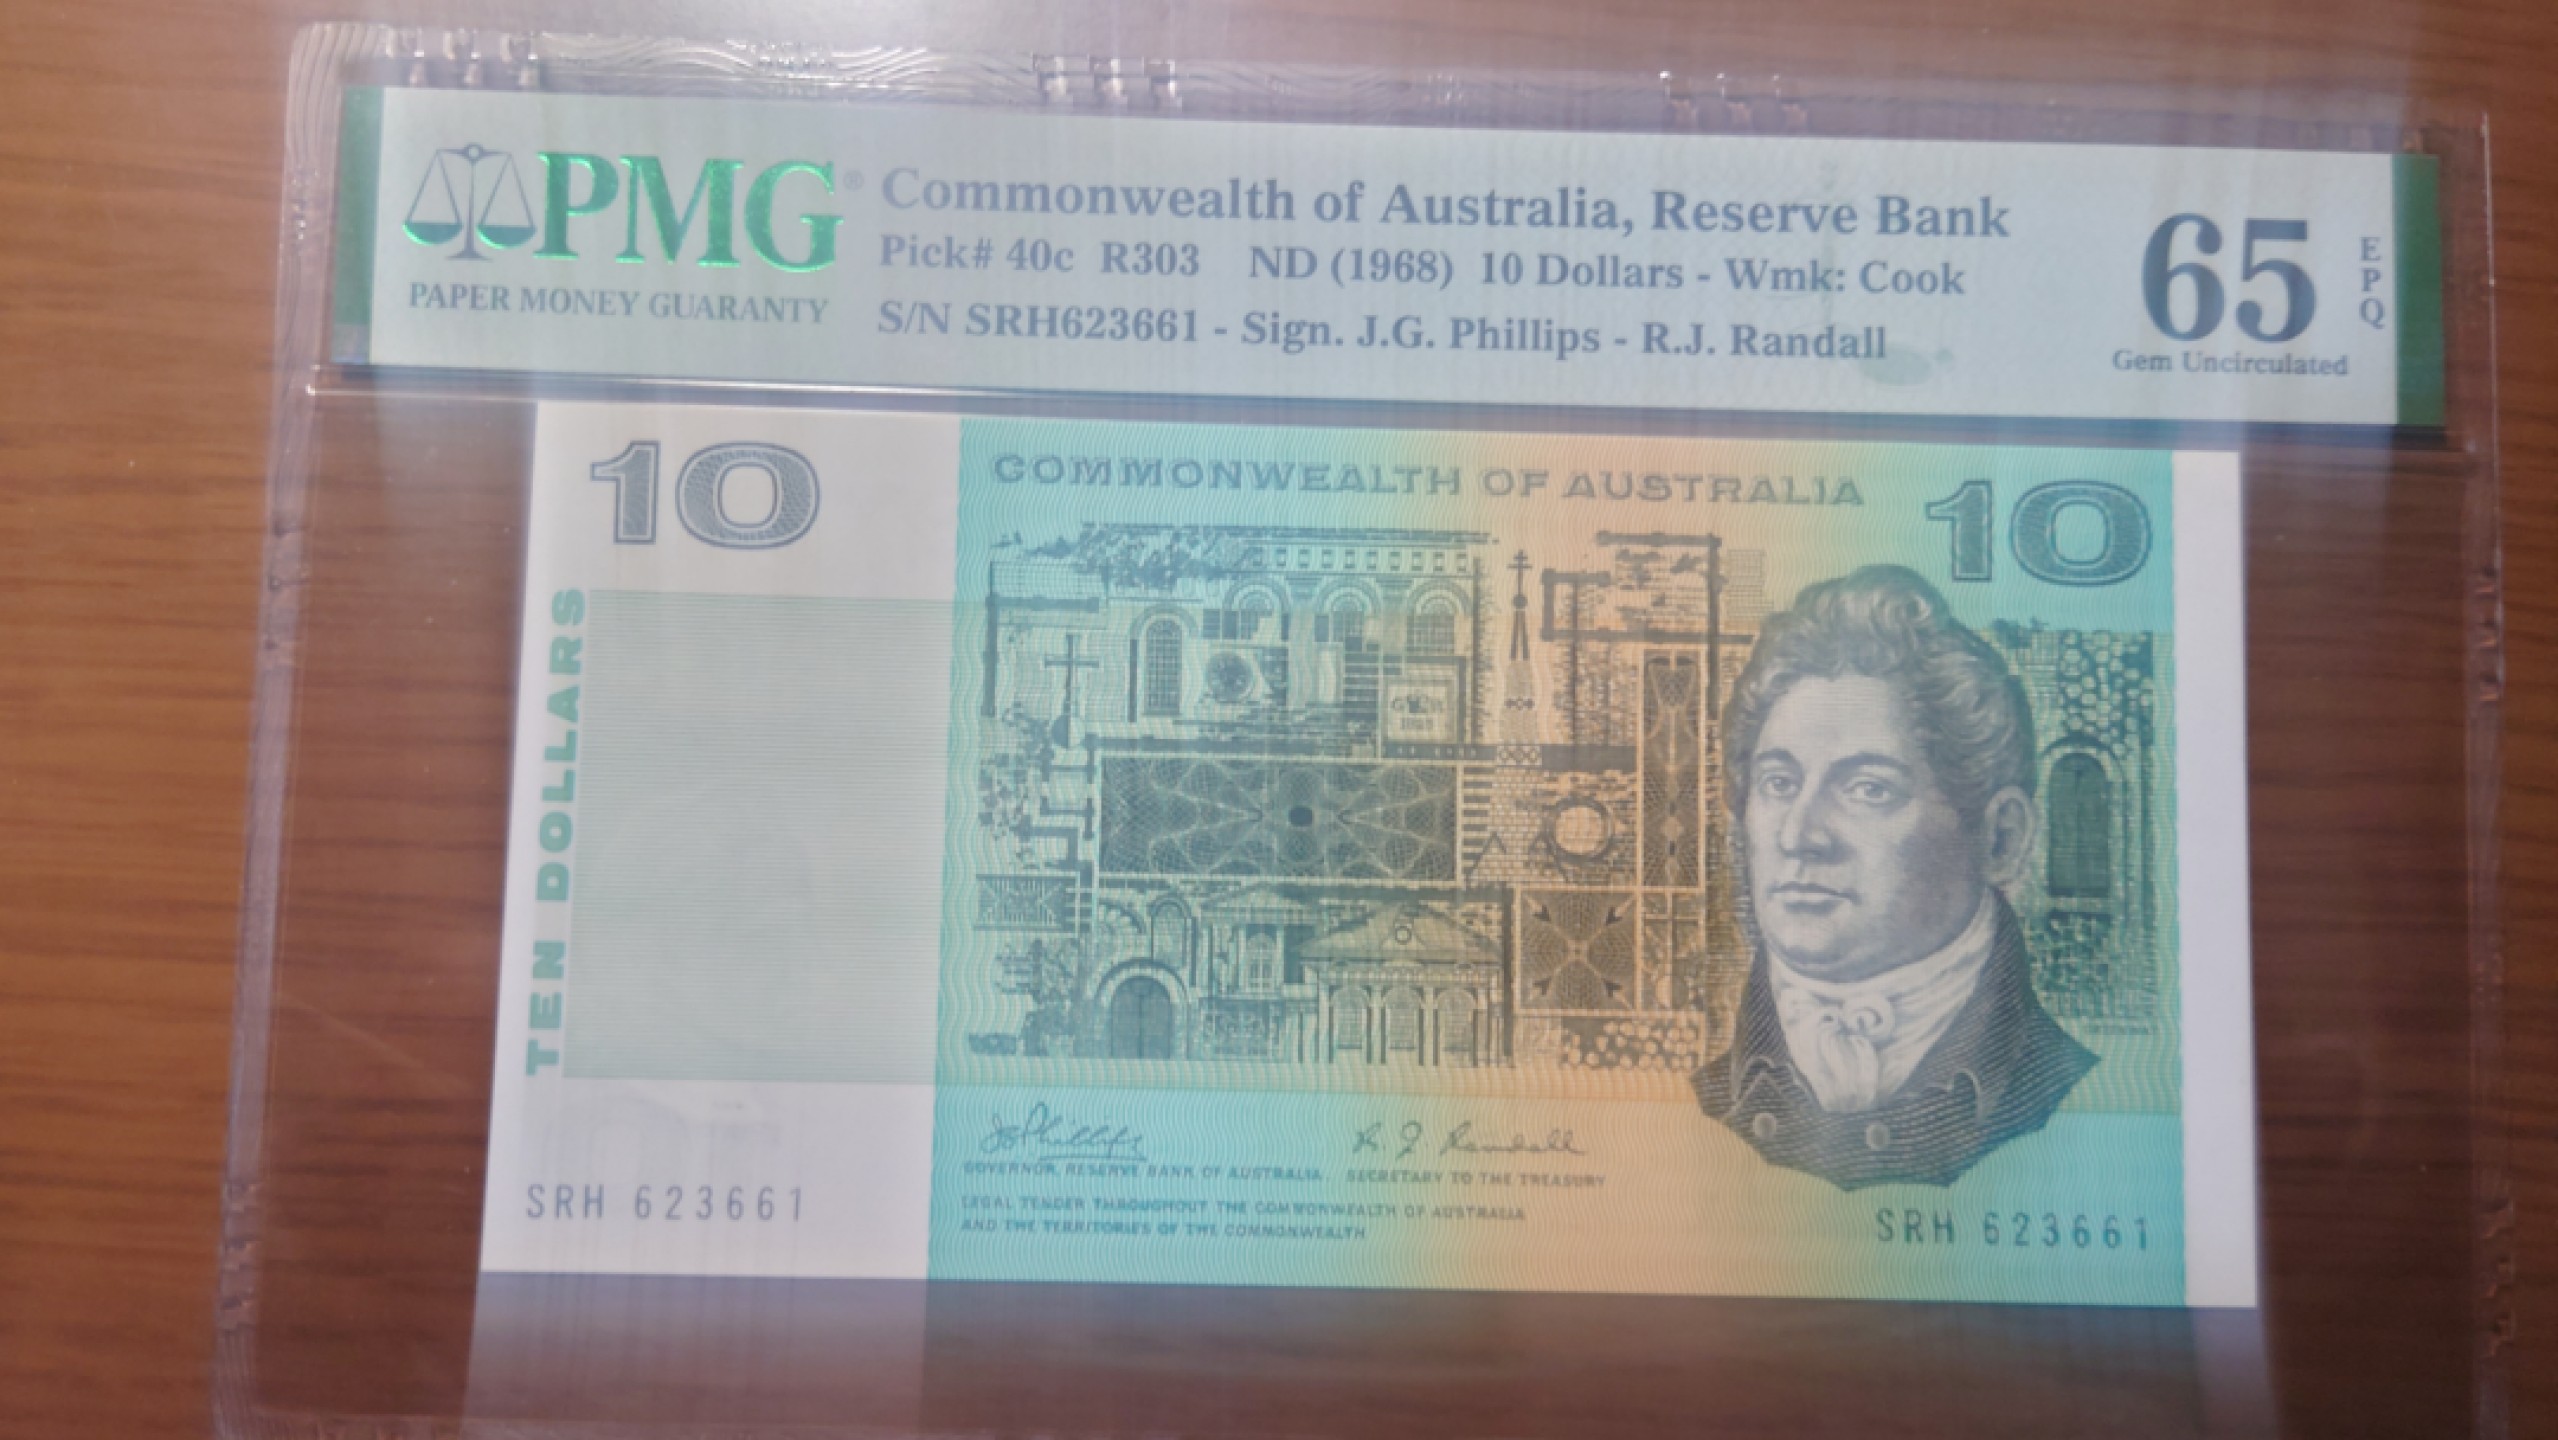 PMG®
PAPER MONEY GUARANTY
Commonwealth of Australia, Reserve Bank
Pick# 40c R303 ND (1968) 10 Dollars - Wmk: Cook
S/N SRH623661 - Sign. J.G. Phillips - R.J. Randall
65
EPQ
Gem Uncirculated
10
COMMONWEALTH OF AUSTRALIA
10
TEN DOLLARS
JGPhillips
R. J. Randall
GOVERNOR, RESERVE BANK OF AUSTRALIA. SECRETARY TO THE TREASURY
LEGAL TENDER THROUGHOUT THE COMMONWEALTH OF AUSTRALIA
AND THE TERRITORIES OF THE COMMONWEALTH
SRH 623661
SRH 623661